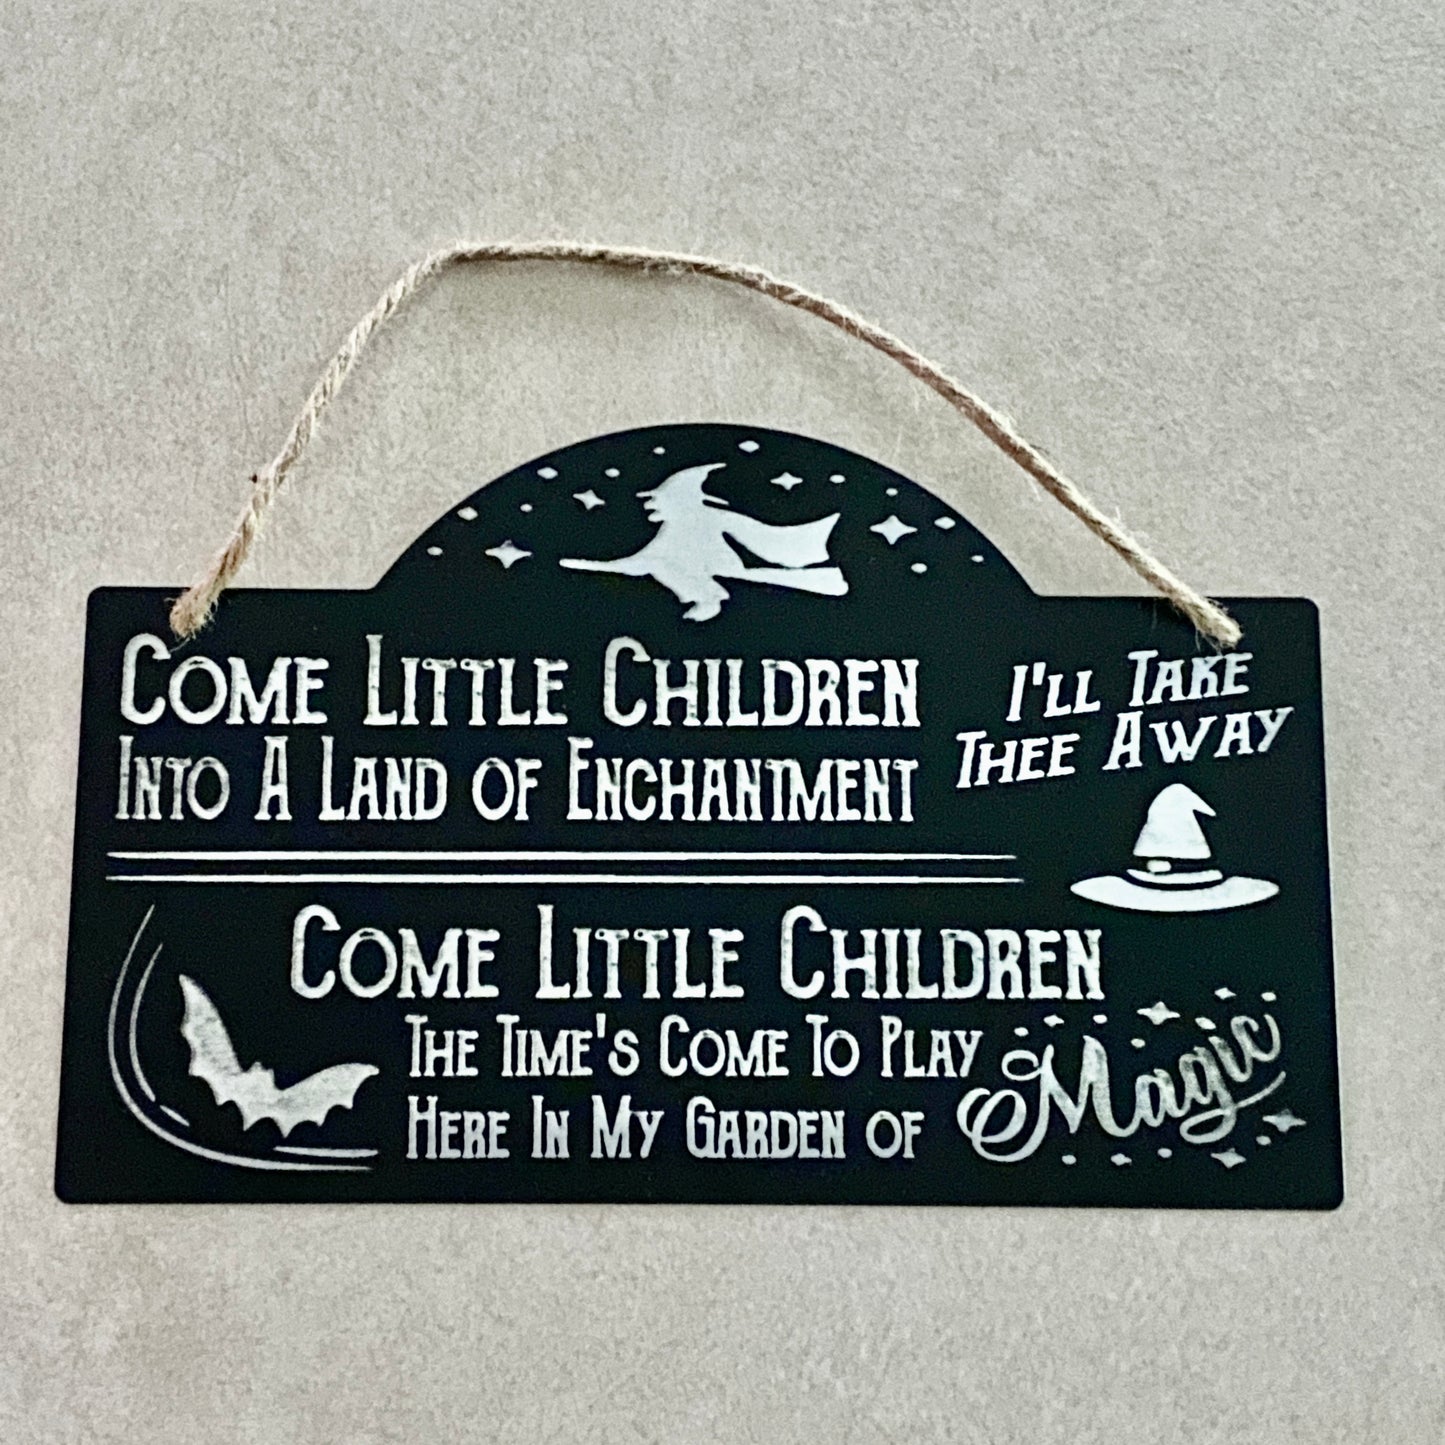 COME LITTLE CHILDREN
INTO A LAND OF ENCHANTMENT
I'LL TAKE
THEE AWAY
COME LITTLE CHILDREN
THE TIME'S COME TO PLAY
HERE IN MY GARDEN OF Magic